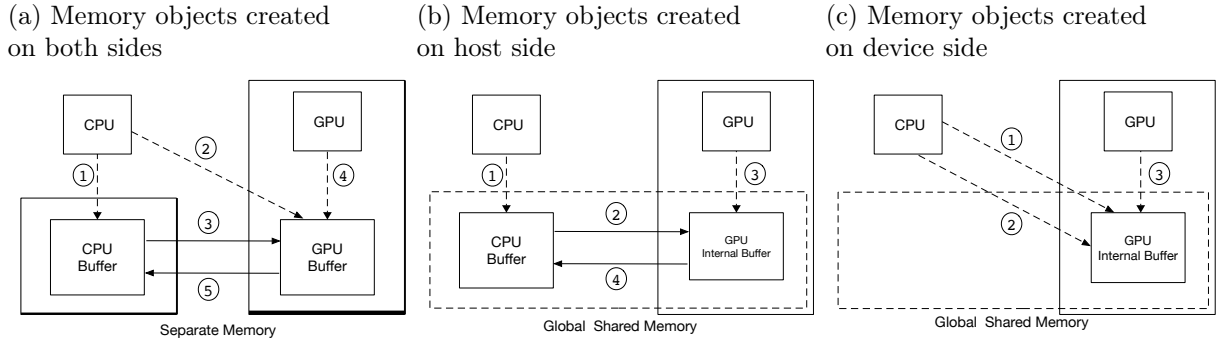 (a) Memory objects created
on both sides
CPU
GPU
①
②
④
CPU
Buffer
③
GPU
Buffer
⑤
Separate Memory
(b) Memory objects created
on host side
CPU
GPU
①
③
CPU
Buffer
②
GPU
Internal Buffer
④
Global Shared Memory
(c) Memory objects created
on device side
CPU
GPU
①
③
②
GPU
Internal Buffer
Global Shared Memory